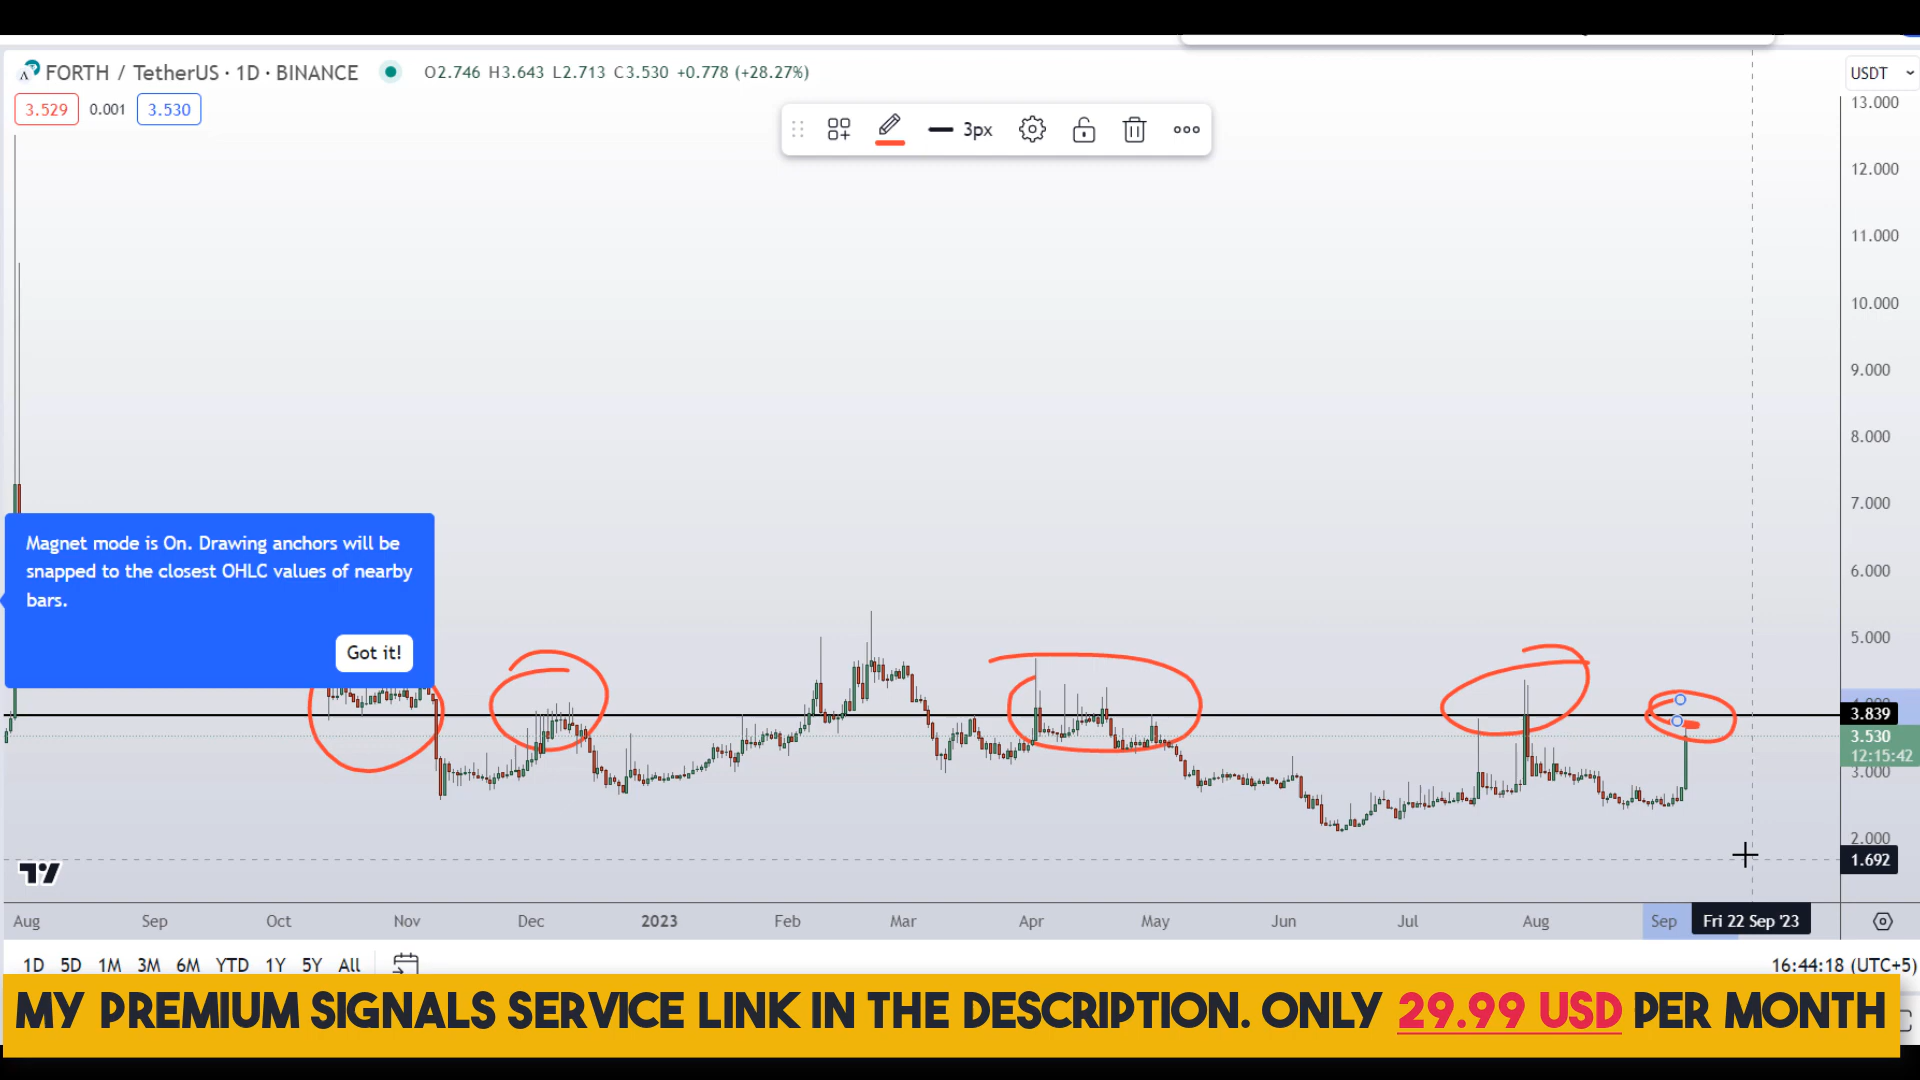 FORTH / TetherUS · 1D · BINANCE
O2.746 H3.643 L2.713 C3.530 +0.778 (+28.27%)
USDT
3.529 0.001 3.530
3px
13.000
12.000
11.000
10.000
9.000
8.000
7.000
6.000
5.000
3.839
3.530
12:15:42
3.000
2.000
1.692
Magnet mode is On. Drawing anchors will be
snapped to the closest OHLC values of nearby
bars.
Got it!
Aug Sep Oct Nov Dec 2023 Feb Mar Apr May Jun Jul Aug Sep Fri 22 Sep '23
1D 5D 1M 3M 6M YTD 1Y 5Y All
16:44:18 (UTC+5)
MY PREMIUM SIGNALS SERVICE LINK IN THE DESCRIPTION. ONLY 29.99 USD PER MONTH